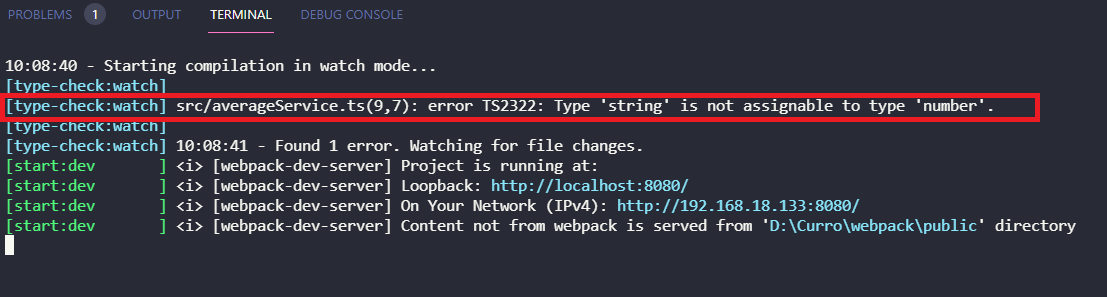 PROBLEMS 1 OUTPUT TERMINAL DEBUG CONSOLE
10:08:40 - Starting compilation in watch mode...
[type-check:watch]
[type-check:watch] src/averageService.ts(9,7): error TS2322: Type 'string' is not assignable to type 'number'.
[type-check:watch]
[type-check:watch] 10:08:41 - Found 1 error. Watching for file changes.
[start:dev       ] <i> [webpack-dev-server] Project is running at:
[start:dev       ] <i> [webpack-dev-server] Loopback: http://localhost:8080/
[start:dev       ] <i> [webpack-dev-server] On Your Network (IPv4): http://192.168.18.133:8080/
[start:dev       ] <i> [webpack-dev-server] Content not from webpack is served from 'D:\Curro\webpack\public' directory